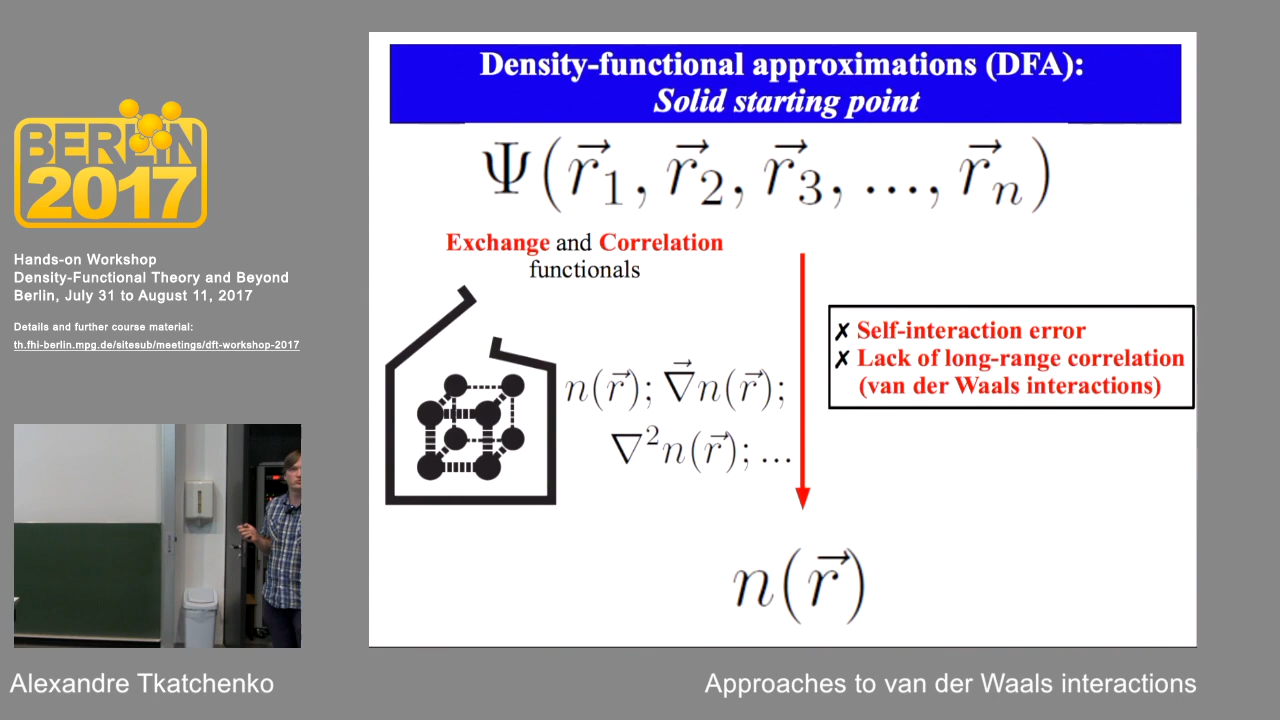 BERLIN
2017
Hands-on Workshop
Density-Functional Theory and Beyond
Berlin, July 31 to August 11, 2017
Details and further course material:
th.fhi-berlin.mpg.de/sitesub/meetings/dft-workshop-2017
Density-functional approximations (DFA):
Solid starting point
Ψ(r⃗₁, r⃗₂, r⃗₃, ..., r⃗ₙ)
Exchange and Correlation
functionals
n(r⃗); ∇⃗n(r⃗);
∇²n(r⃗); ...
✗ Self-interaction error
✗ Lack of long-range correlation
(van der Waals interactions)
n(r⃗)
Alexandre Tkatchenko
Approaches to van der Waals interactions